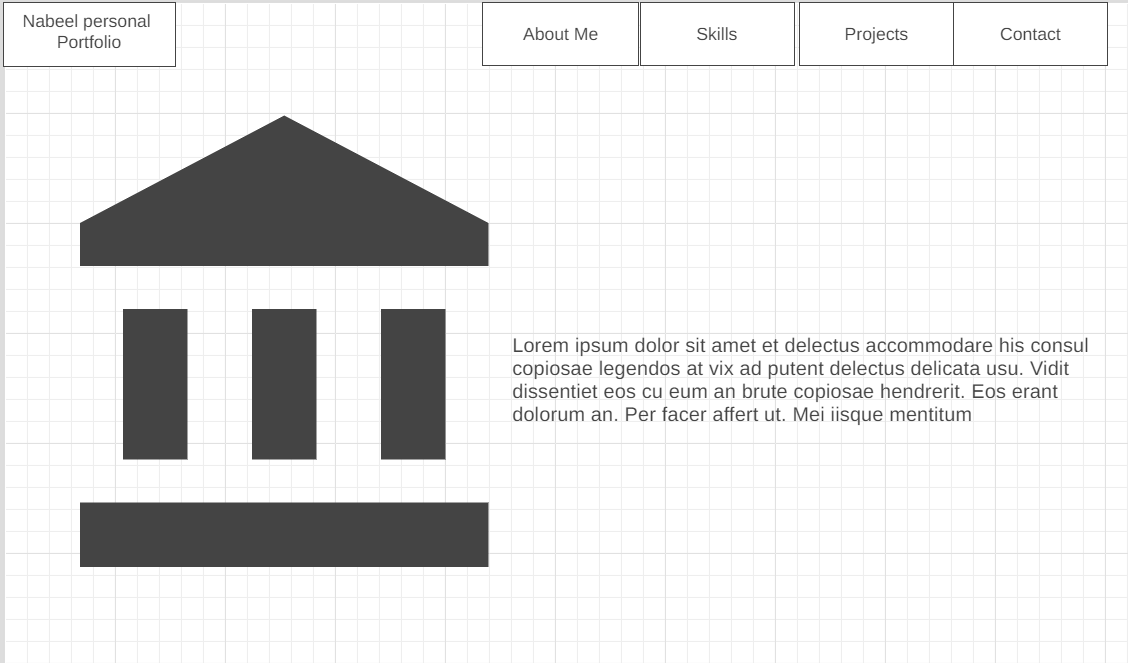 Nabeel personal
Portfolio
About Me
Skills
Projects
Contact
Lorem ipsum dolor sit amet et delectus accommodare his consul
copiosae legendos at vix ad putent delectus delicata usu. Vidit
dissentiet eos cu eum an brute copiosae hendrerit. Eos erant
dolorum an. Per facer affert ut. Mei iisque mentitum